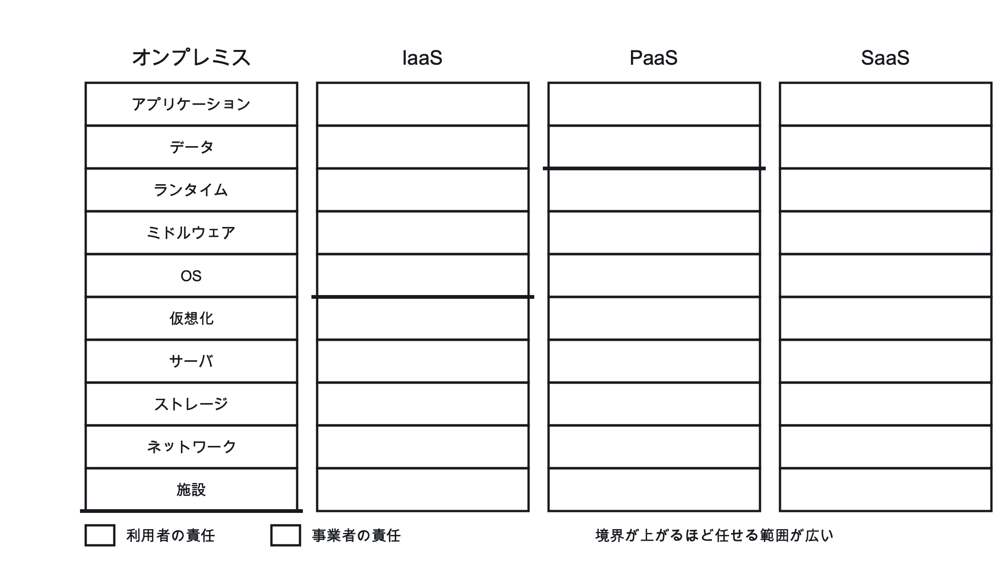 オンプレミス IaaS PaaS SaaS
アプリケーション
データ
ランタイム
ミドルウェア
OS
仮想化
サーバ
ストレージ
ネットワーク
施設
利用者の責任 事業者の責任 境界が上がるほど任せる範囲が広い